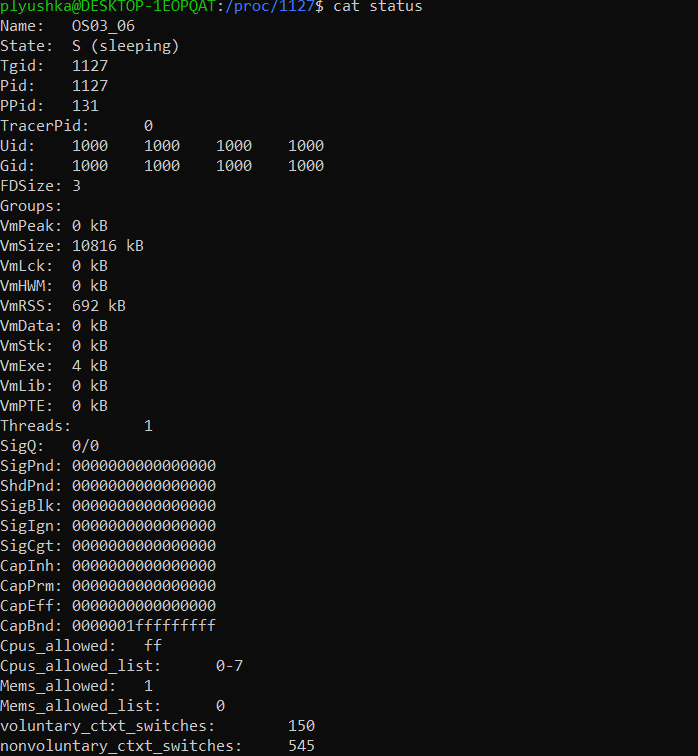 plyushka@DESKTOP-1EOPQAT:/proc/1127$ cat status
Name:   OS03_06
State:  S (sleeping)
Tgid:   1127
Pid:    1127
PPid:   131
TracerPid:      0
Uid:    1000    1000    1000    1000
Gid:    1000    1000    1000    1000
FDSize: 3
Groups:
VmPeak: 0 kB
VmSize: 10816 kB
VmLck:  0 kB
VmHWM:  0 kB
VmRSS:  692 kB
VmData: 0 kB
VmStk:  0 kB
VmExe:  4 kB
VmLib:  0 kB
VmPTE:  0 kB
Threads:        1
SigQ:   0/0
SigPnd: 0000000000000000
ShdPnd: 0000000000000000
SigBlk: 0000000000000000
SigIgn: 0000000000000000
SigCgt: 0000000000000000
CapInh: 0000000000000000
CapPrm: 0000000000000000
CapEff: 0000000000000000
CapBnd: 0000001fffffffff
Cpus_allowed:   ff
Cpus_allowed_list:      0-7
Mems_allowed:   1
Mems_allowed_list:      0
voluntary_ctxt_switches:        150
nonvoluntary_ctxt_switches:     545